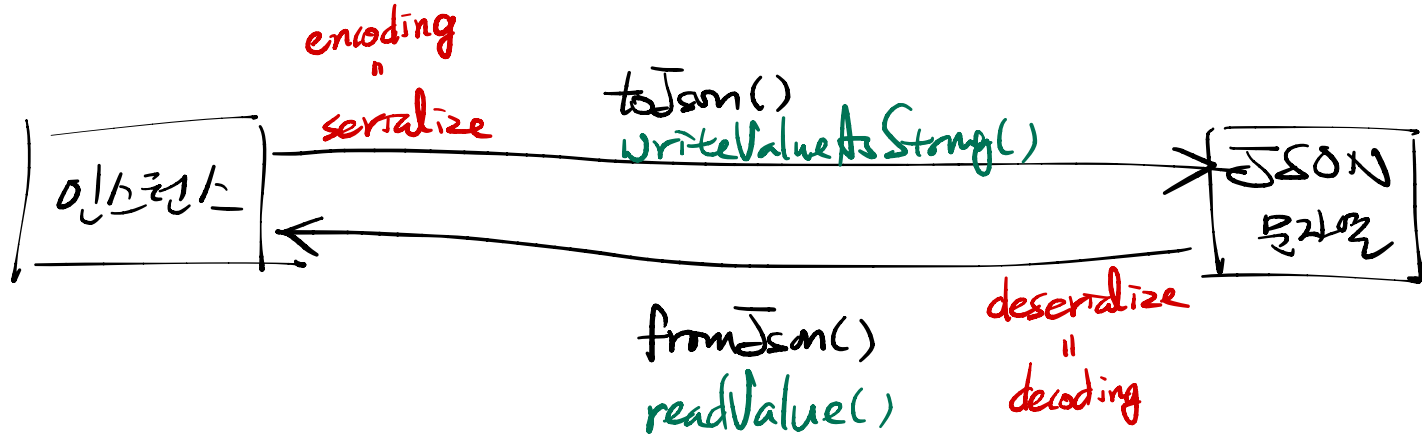 encoding
=
serialize
toJson()
writeValueAsString()
인스턴스
JSON
문자열
fromJson()
readValue()
deserialize
=
decoding